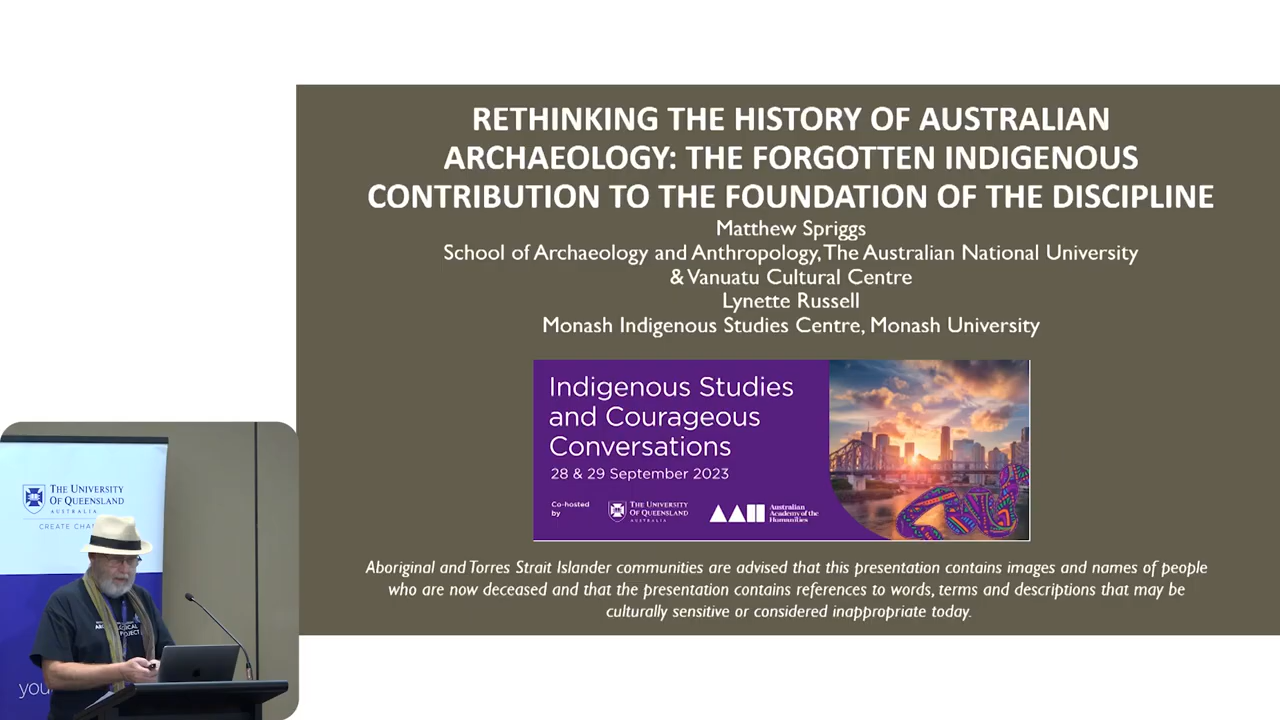 RETHINKING THE HISTORY OF AUSTRALIAN
ARCHAEOLOGY: THE FORGOTTEN INDIGENOUS
CONTRIBUTION TO THE FOUNDATION OF THE DISCIPLINE
Matthew Spriggs
School of Archaeology and Anthropology, The Australian National University
& Vanuatu Cultural Centre
Lynette Russell
Monash Indigenous Studies Centre, Monash University
Indigenous Studies
and Courageous
Conversations
28 & 29 September 2023
Co-hosted
by
THE UNIVERSITY
OF QUEENSLAND
AUSTRALIA
Australian
Academy of the
Humanities
Aboriginal and Torres Strait Islander communities are advised that this presentation contains images and names of people
who are now deceased and that the presentation contains references to words, terms and descriptions that may be
culturally sensitive or considered inappropriate today.
THE UNIVERSITY
OF QUEENSLAND
AUSTRALIA
CREATE CHA
you